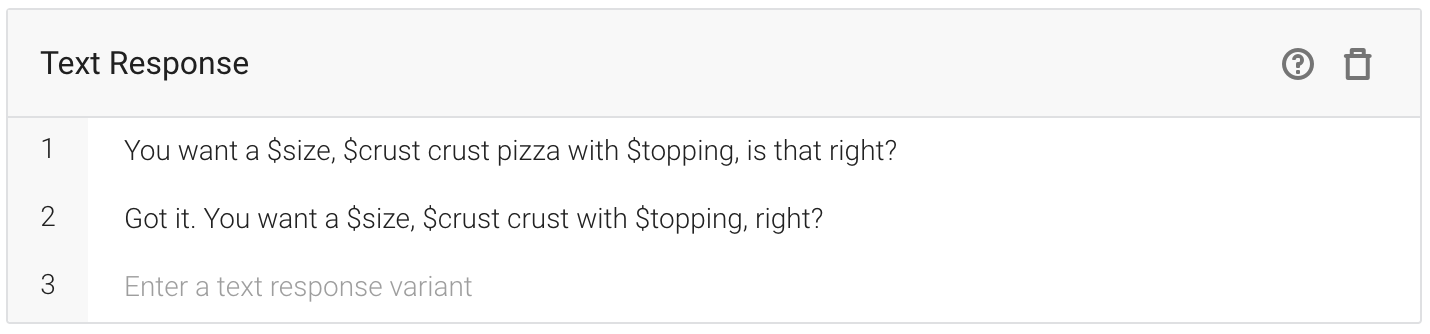 Text Response
1 You want a $size, $crust crust pizza with $topping, is that right?
2 Got it. You want a $size, $crust crust with $topping, right?
3 Enter a text response variant